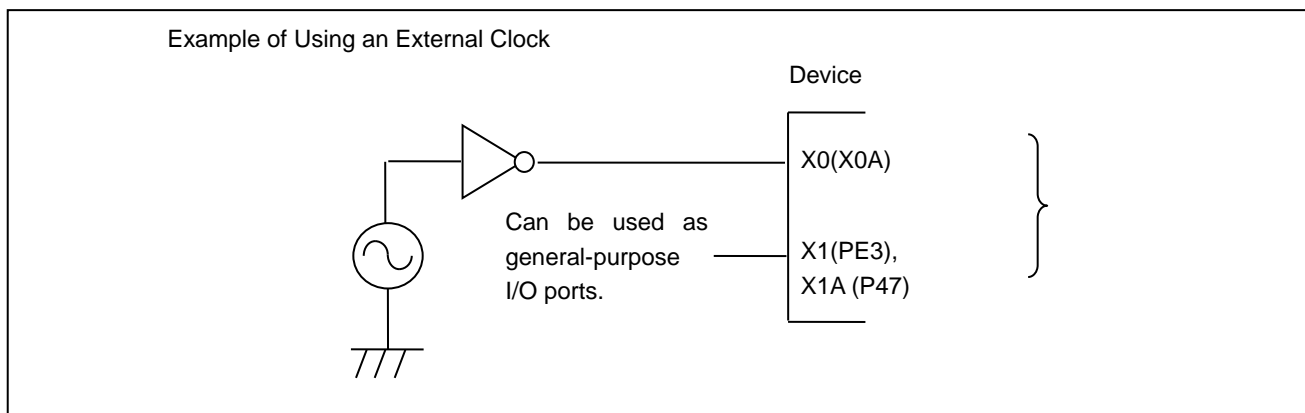 Example of Using an External Clock
Device
X0(X0A)
Can be used as
general-purpose
I/O ports.
X1(PE3),
X1A (P47)